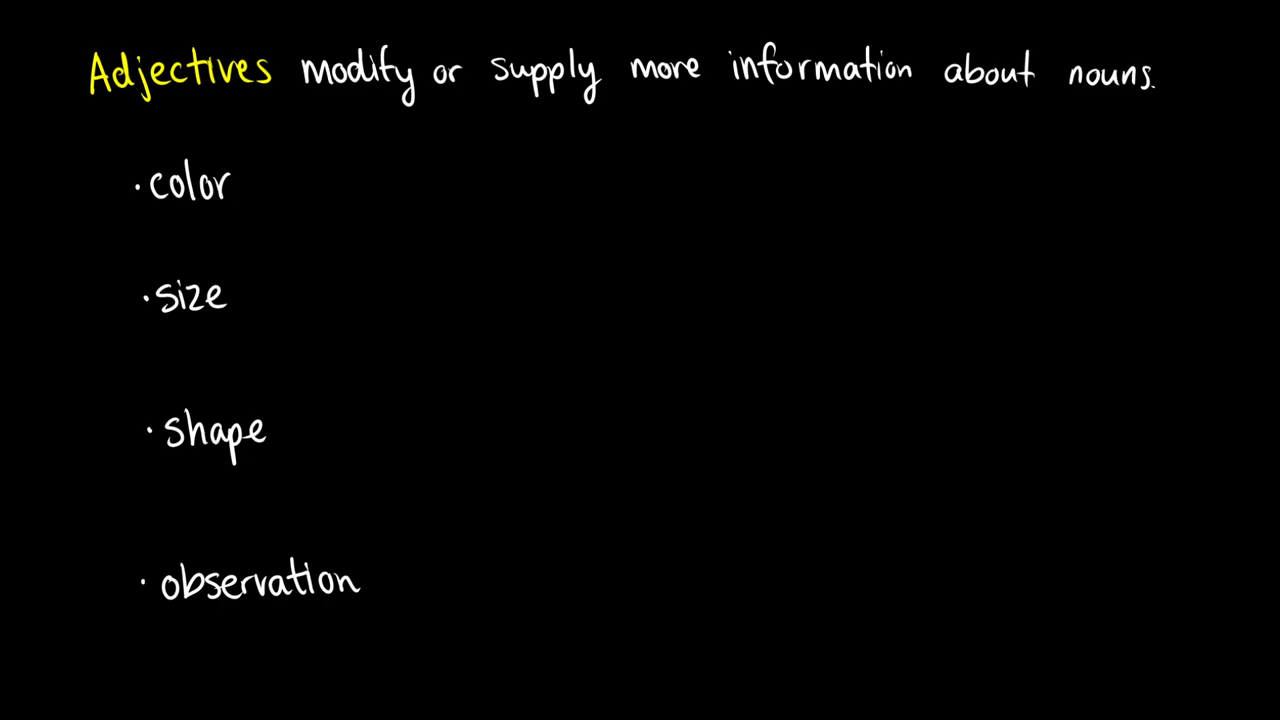 Adjectives modify or supply more information about nouns.
· color
· size
· shape
· observation